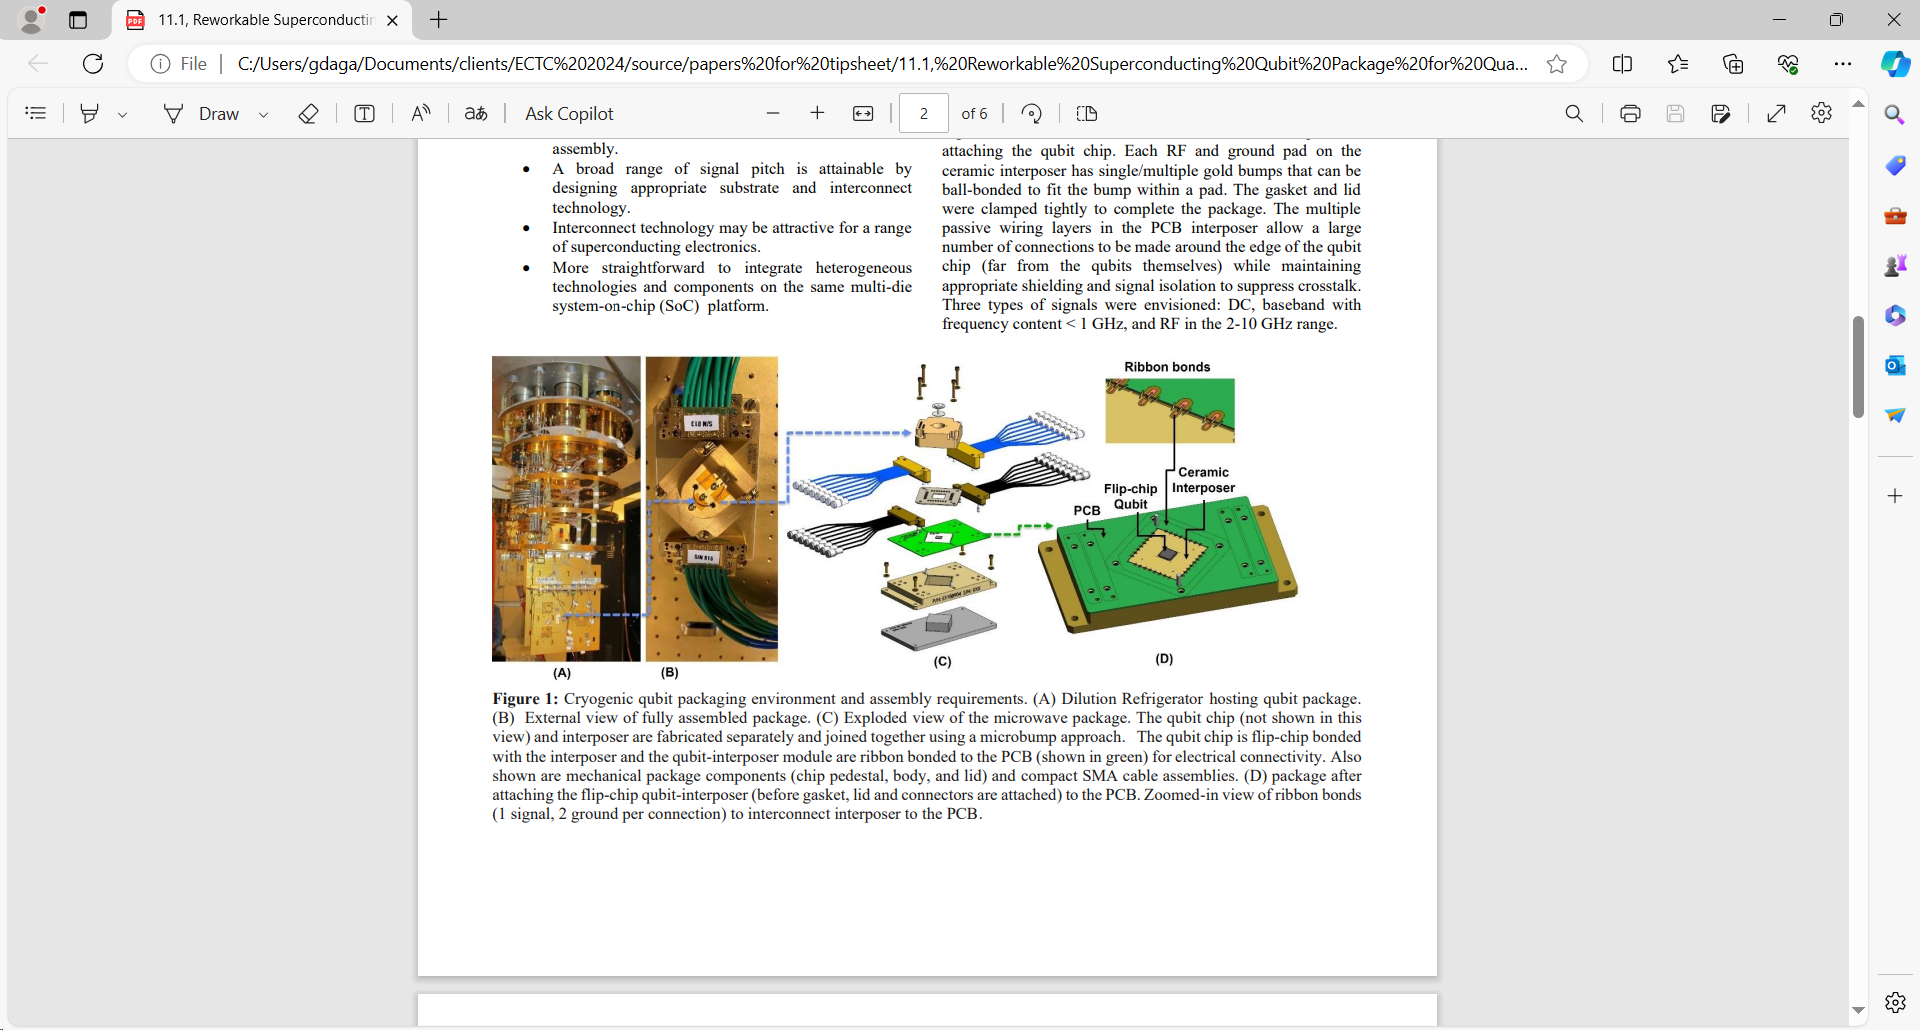 11.1, Reworkable Superconductin
File
C:/Users/gdaga/Documents/clients/ECTC%202024/source/papers%20for%20tipsheet/11.1,%20Reworkable%20Superconducting%20Qubit%20Package%20for%20Qua...
Draw
aあ
Ask Copilot
2
of 6
assembly.
• A broad range of signal pitch is attainable by
designing appropriate substrate and interconnect
technology.
• Interconnect technology may be attractive for a range
of superconducting electronics.
• More straightforward to integrate heterogeneous
technologies and components on the same multi-die
system-on-chip (SoC) platform.
attaching the qubit chip. Each RF and ground pad on the
ceramic interposer has single/multiple gold bumps that can be
ball-bonded to fit the bump within a pad. The gasket and lid
were clamped tightly to complete the package. The multiple
passive wiring layers in the PCB interposer allow a large
number of connections to be made around the edge of the qubit
chip (far from the qubits themselves) while maintaining
appropriate shielding and signal isolation to suppress crosstalk.
Three types of signals were envisioned: DC, baseband with
frequency content < 1 GHz, and RF in the 2-10 GHz range.
Ribbon bonds
Ceramic
Interposer
Flip-chip
Qubit
PCB
(A)
(B)
(C)
(D)
Figure 1: Cryogenic qubit packaging environment and assembly requirements. (A) Dilution Refrigerator hosting qubit package.
(B) External view of fully assembled package. (C) Exploded view of the microwave package. The qubit chip (not shown in this
view) and interposer are fabricated separately and joined together using a microbump approach. The qubit chip is flip-chip bonded
with the interposer and the qubit-interposer module are ribbon bonded to the PCB (shown in green) for electrical connectivity. Also
shown are mechanical package components (chip pedestal, body, and lid) and compact SMA cable assemblies. (D) package after
attaching the flip-chip qubit-interposer (before gasket, lid and connectors are attached) to the PCB. Zoomed-in view of ribbon bonds
(1 signal, 2 ground per connection) to interconnect interposer to the PCB.